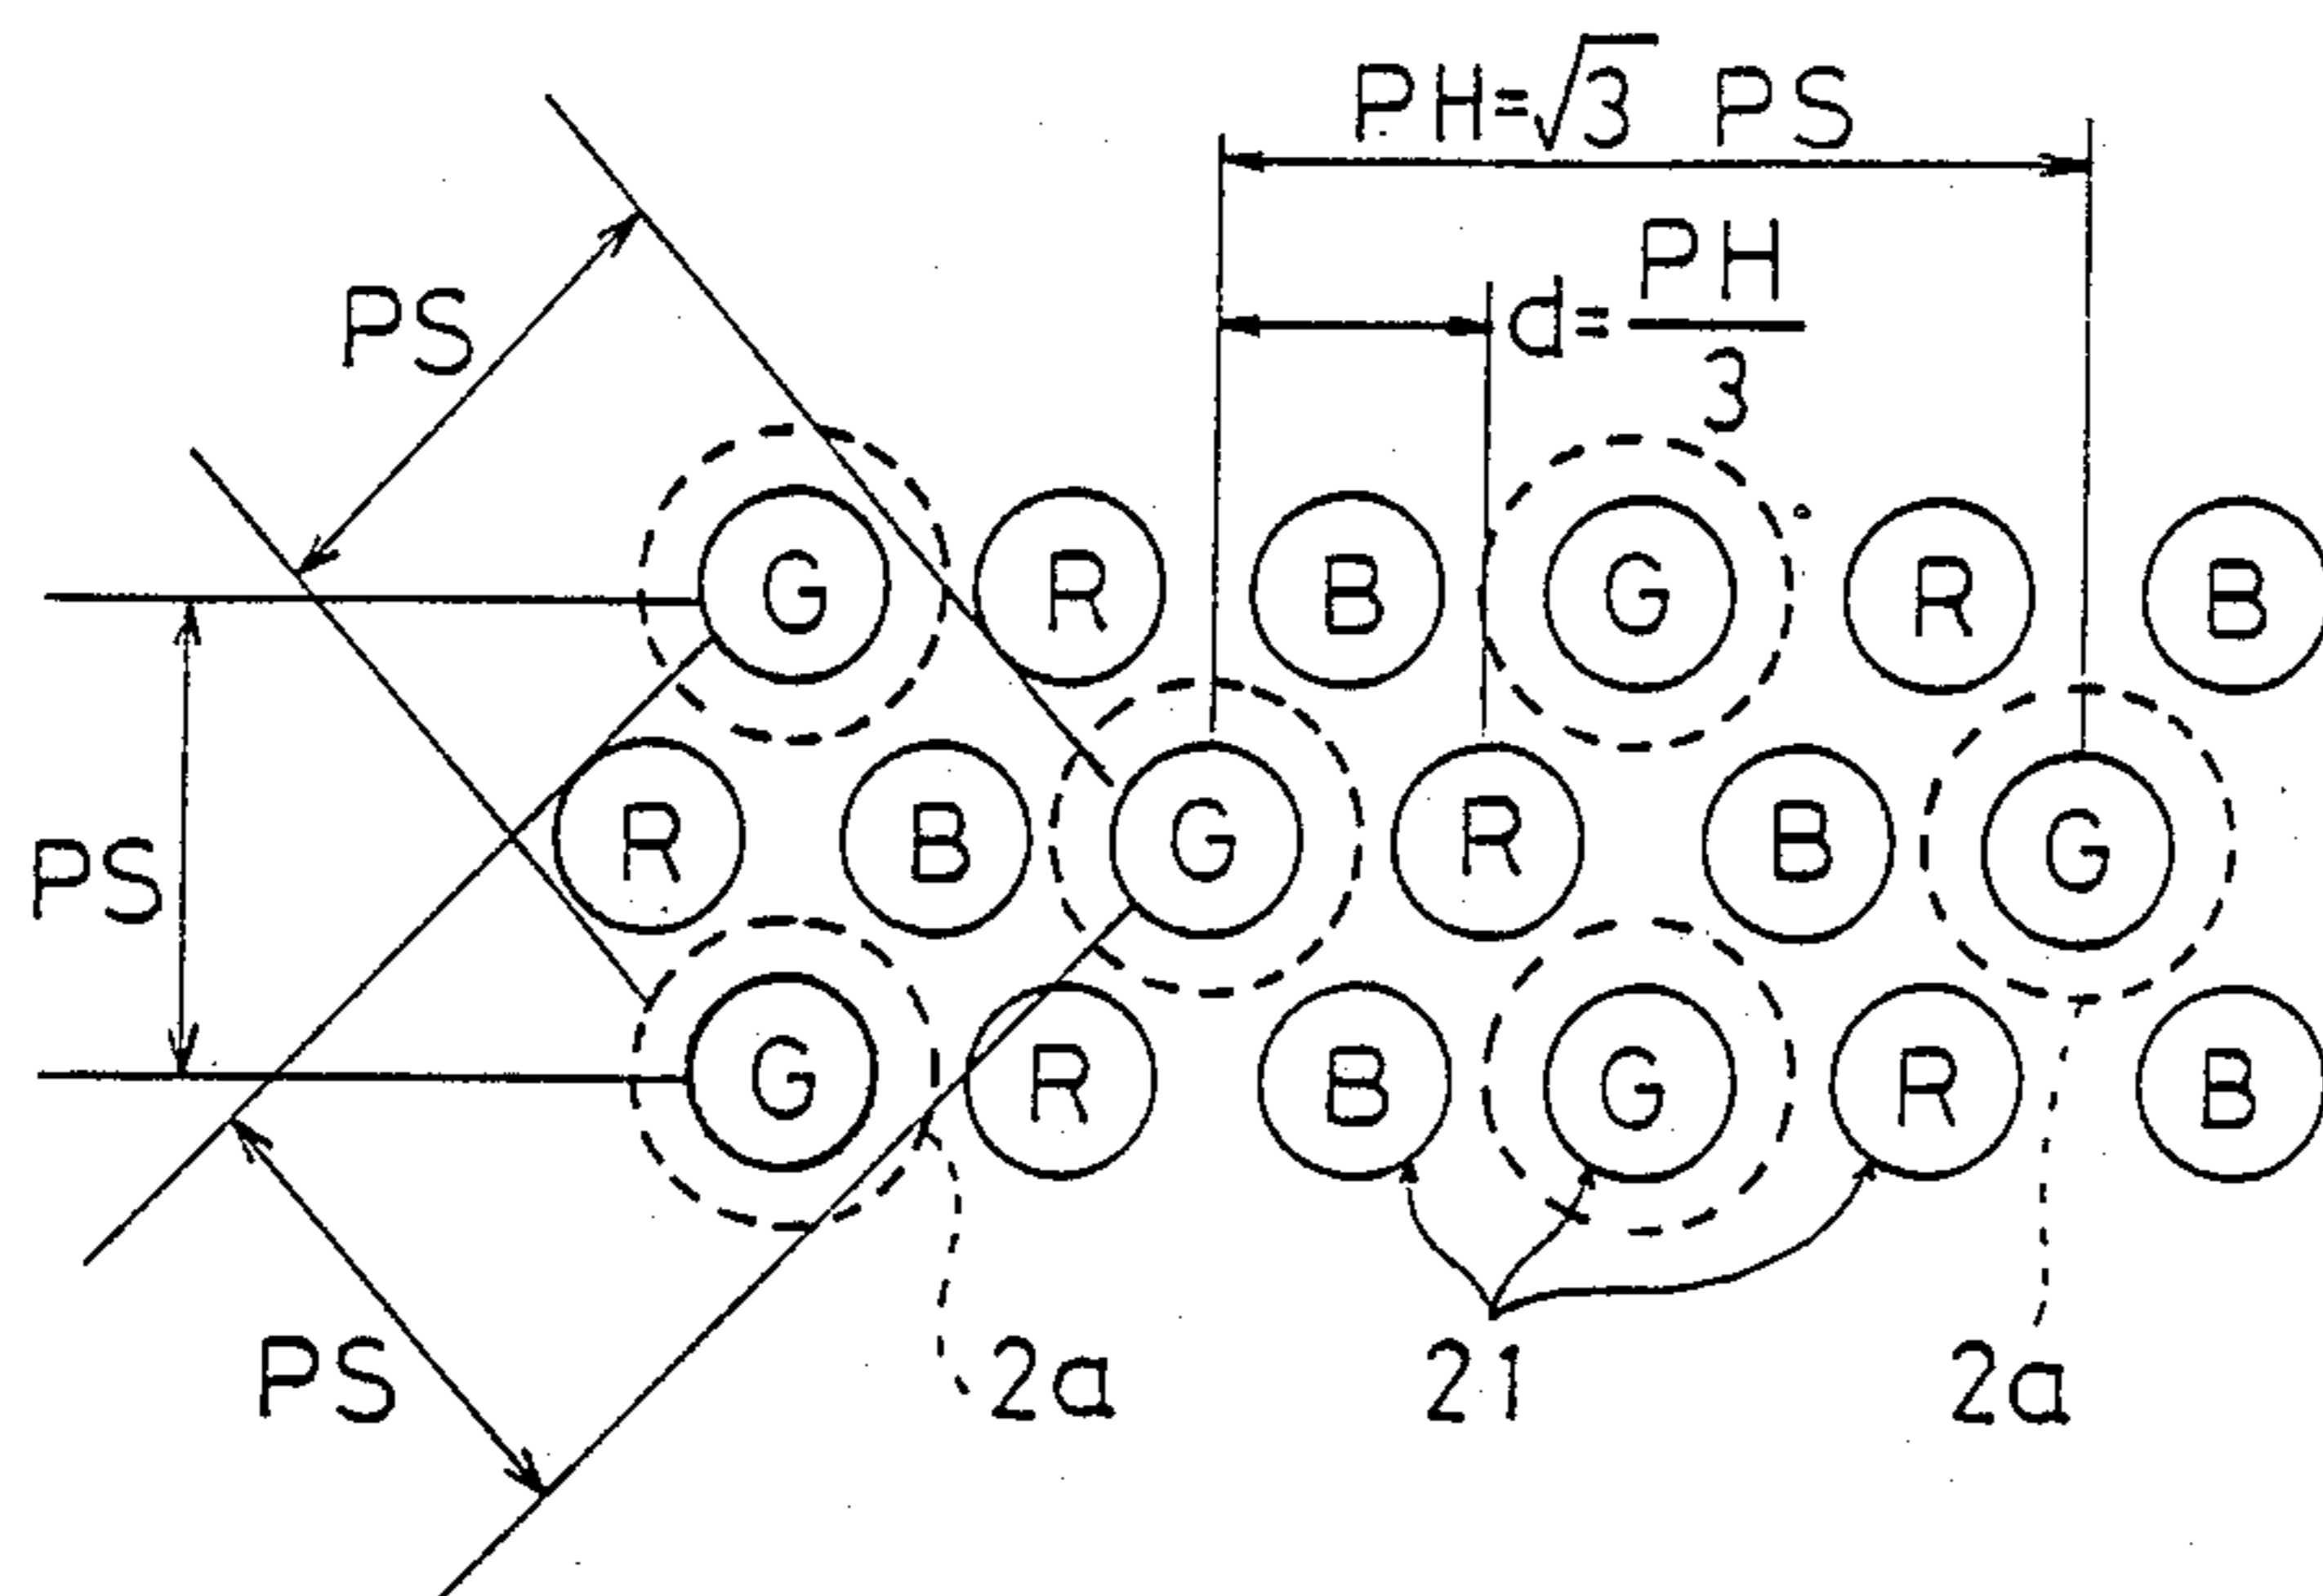 PH=√3 PS
PS
d=PH/3
G R B G R B
PS
R B G R B G
G R B G R B
PS
2a 21 2a